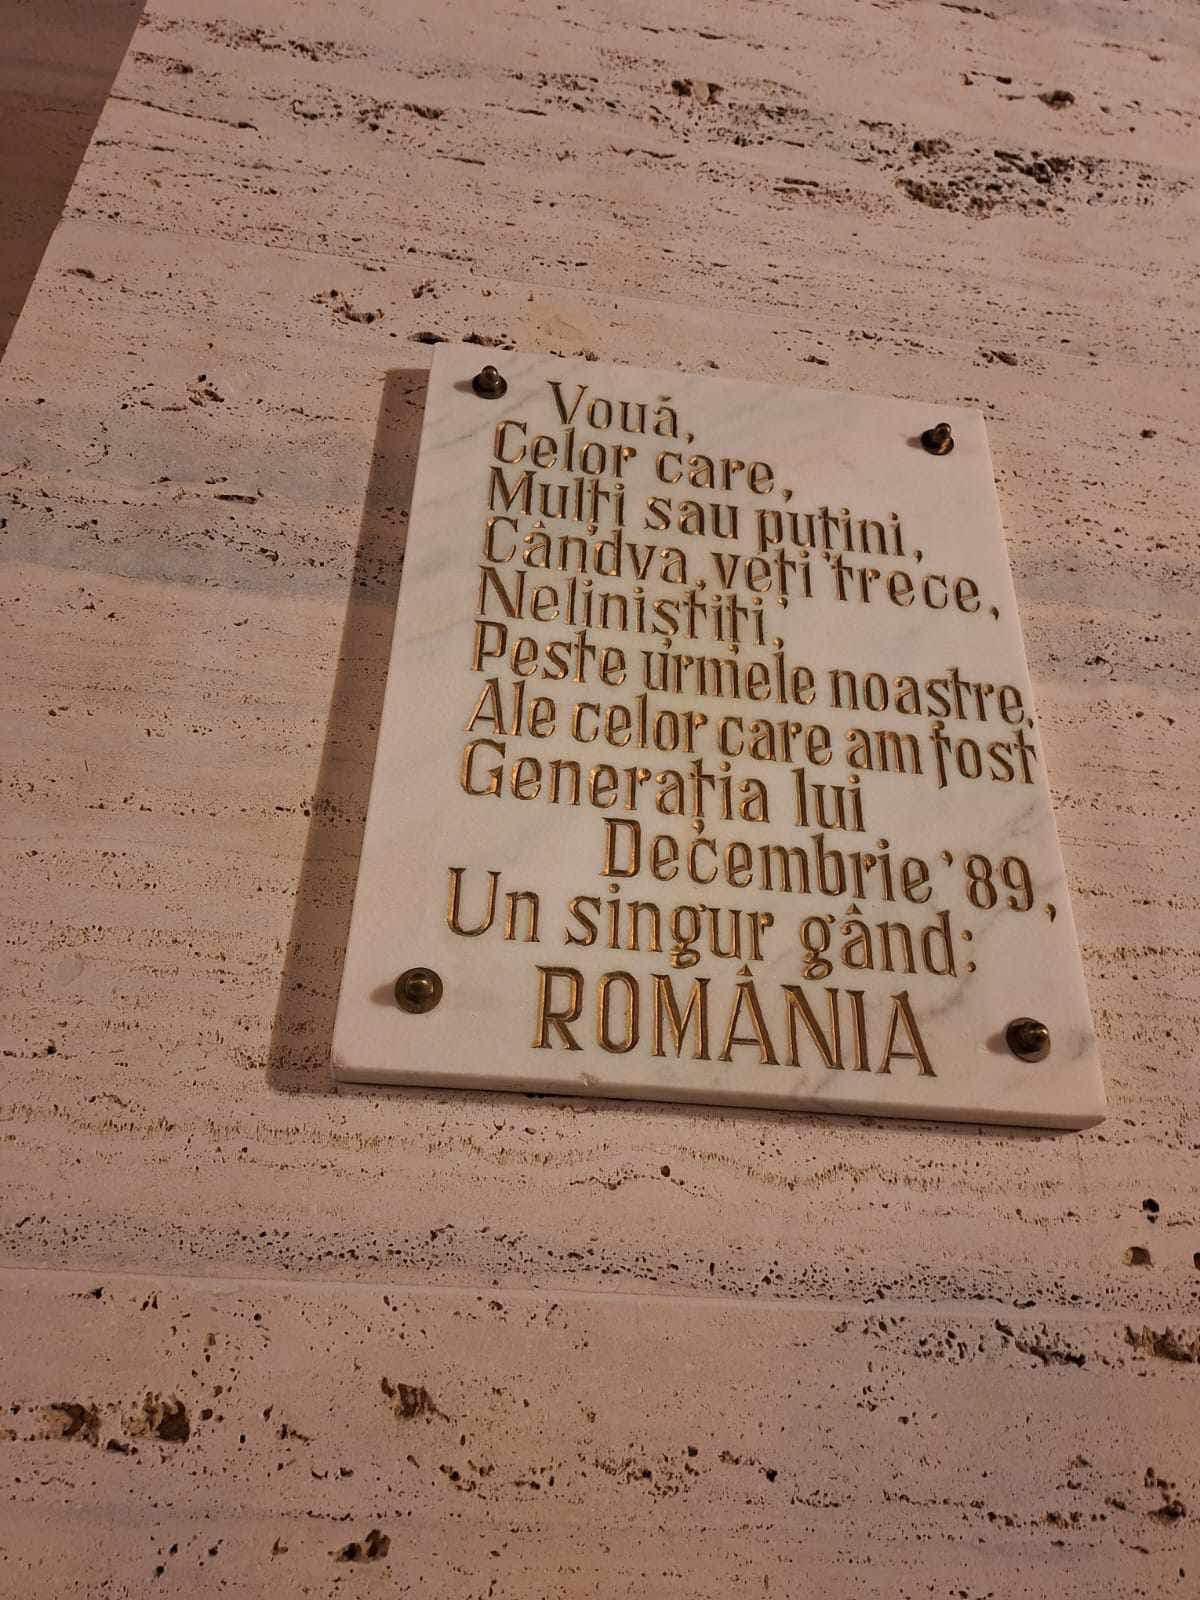 Vouă,
Celor care,
Mulți sau puțini,
Cândva, veți trece,
Neliniștiți,
Peste urmele noastre,
Ale celor care am fost
Generația lui
Decembrie '89,
Un singur gând:
ROMÂNIA